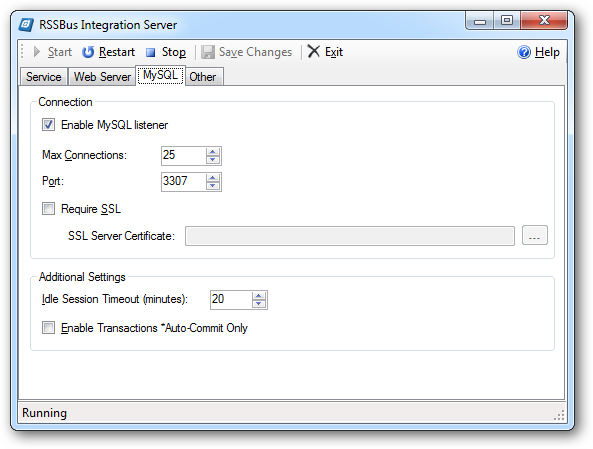 RSSBus Integration Server
Start Restart Stop Save Changes Exit Help
Service Web Server MySQL Other
Connection
Enable MySQL listener
Max Connections: 25
Port: 3307
Require SSL
SSL Server Certificate: ...
Additional Settings
Idle Session Timeout (minutes): 20
Enable Transactions *Auto-Commit Only
Running